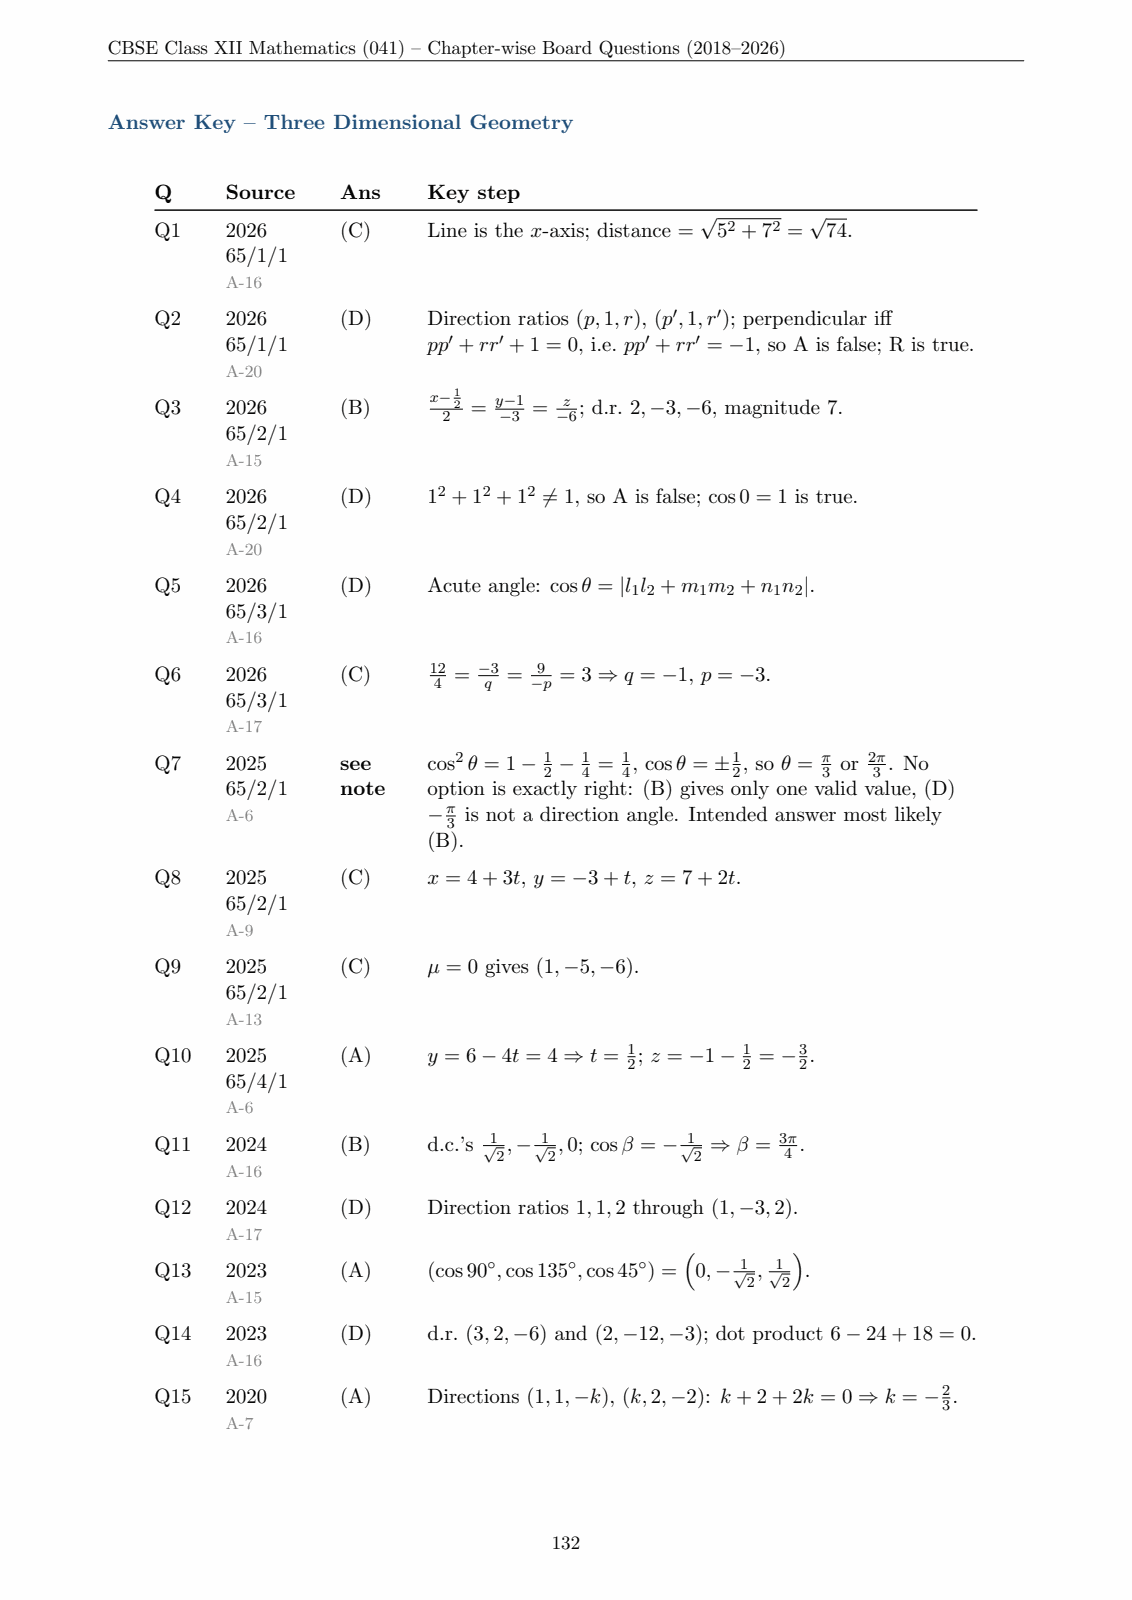 CBSE Class XII Mathematics (041) – Chapter-wise Board Questions (2018–2026)
Answer Key – Three Dimensional Geometry
Q Source Ans Key step
Q1 2026 (C) Line is the x-axis; distance = √(5² + 7²) = √74.
65/1/1
A-16
Q2 2026 (D) Direction ratios (p, 1, r), (p′, 1, r′); perpendicular iff
65/1/1 pp′ + rr′ + 1 = 0, i.e. pp′ + rr′ = −1, so A is false; R is true.
A-20
Q3 2026 (B) (x−1/2)/2 = (y−1)/−3 = z/−6; d.r. 2, −3, −6, magnitude 7.
65/2/1
A-15
Q4 2026 (D) 1² + 1² + 1² ≠ 1, so A is false; cos 0 = 1 is true.
65/2/1
A-20
Q5 2026 (D) Acute angle: cos θ = |l₁l₂ + m₁m₂ + n₁n₂|.
65/3/1
A-16
Q6 2026 (C) 12/4 = −3/q = 9/−p = 3 ⇒ q = −1, p = −3.
65/3/1
A-17
Q7 2025 see cos² θ = 1 − 1/2 − 1/4 = 1/4, cos θ = ±1/2, so θ = π/3 or 2π/3. No
65/2/1 note option is exactly right: (B) gives only one valid value, (D)
A-6 −π/3 is not a direction angle. Intended answer most likely
(B).
Q8 2025 (C) x = 4 + 3t, y = −3 + t, z = 7 + 2t.
65/2/1
A-9
Q9 2025 (C) μ = 0 gives (1, −5, −6).
65/2/1
A-13
Q10 2025 (A) y = 6 − 4t = 4 ⇒ t = 1/2; z = −1 − 1/2 = −3/2.
65/4/1
A-6
Q11 2024 (B) d.c.'s 1/√2, −1/√2, 0; cos β = −1/√2 ⇒ β = 3π/4.
A-16
Q12 2024 (D) Direction ratios 1, 1, 2 through (1, −3, 2).
A-17
Q13 2023 (A) (cos 90°, cos 135°, cos 45°) = (0, −1/√2, 1/√2).
A-15
Q14 2023 (D) d.r. (3, 2, −6) and (2, −12, −3); dot product 6 − 24 + 18 = 0.
A-16
Q15 2020 (A) Directions (1, 1, −k), (k, 2, −2): k + 2 + 2k = 0 ⇒ k = −2/3.
A-7
132